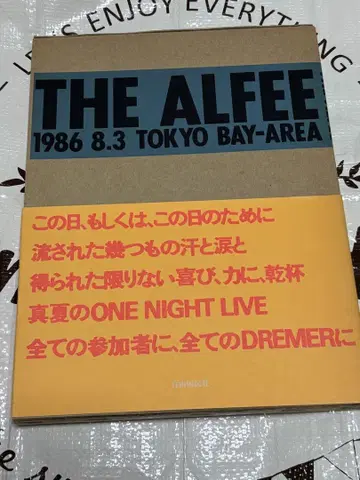 LET'S ENJOY EVERYTHING
THE ALFEE
1986 8.3 TOKYO BAY-AREA
この日、もしくは、この日のために
流された幾つもの汗と涙と
得られた限りない喜び、力に、乾杯
真夏のONE NIGHT LIVE
全ての参加者に、全てのDREMERに